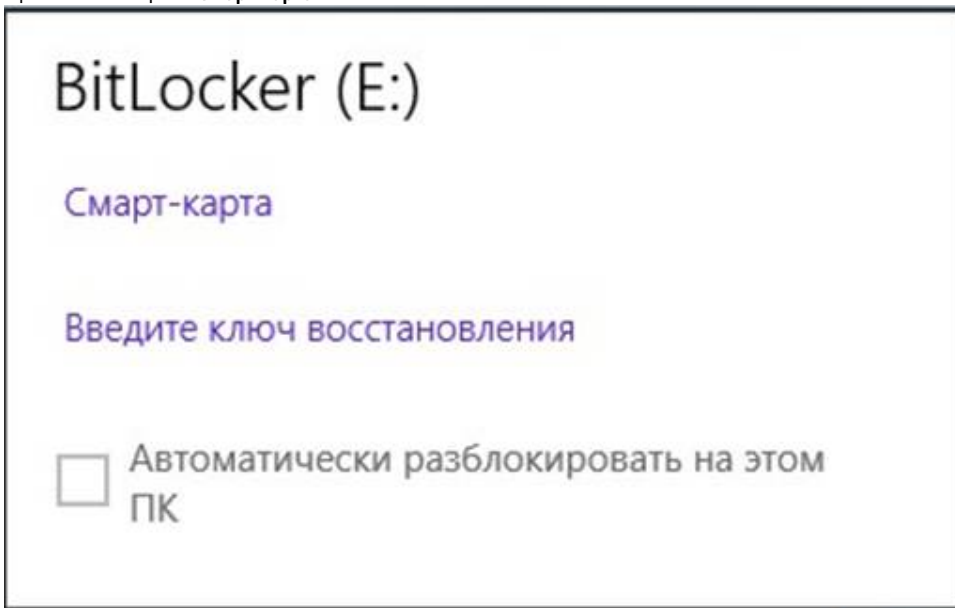 BitLocker (E:)
Смарт-карта
Введите ключ восстановления
Автоматически разблокировать на этом
ПК